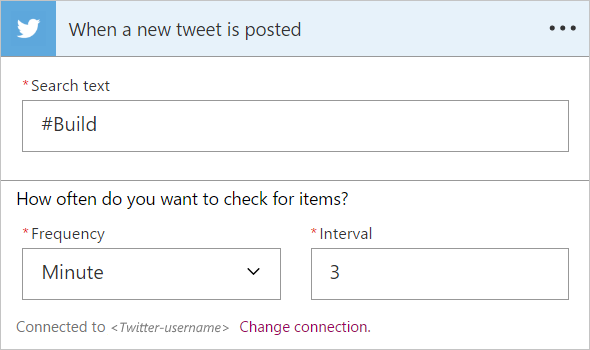 When a new tweet is posted
* Search text
#Build
How often do you want to check for items?
* Frequency * Interval
Minute 3
Connected to <Twitter-username> Change connection.